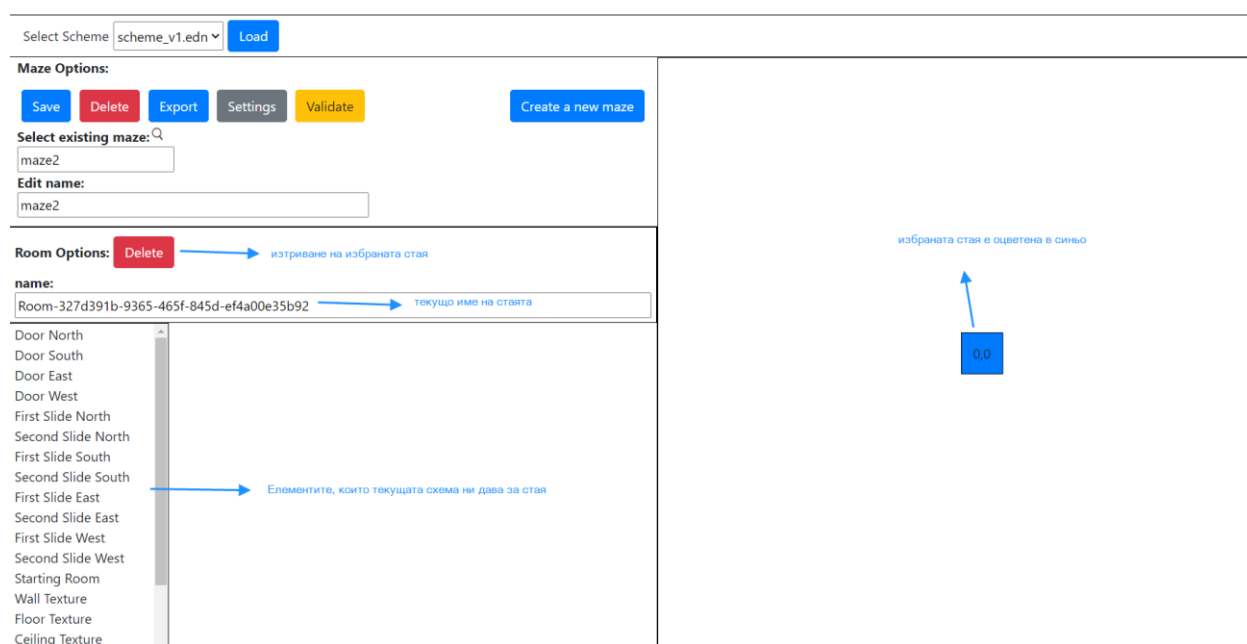 Select Scheme scheme_v1.edn Load
Maze Options:
Save Delete Export Settings Validate Create a new maze
Select existing maze:
maze2
Edit name:
maze2
Room Options: Delete изтриване на избраната стая
name:
Room-327d391b-9365-465f-845d-ef4a00e35b92 текущо име на стаята
Door North
Door South
Door East
Door West
First Slide North
Second Slide North
First Slide South
Second Slide South
First Slide East
Second Slide East
First Slide West
Second Slide West
Starting Room
Wall Texture
Floor Texture
Ceiling Texture
Елементите, които текущата схема ни дава за стая
избраната стая е оцветена в синьо
0,0